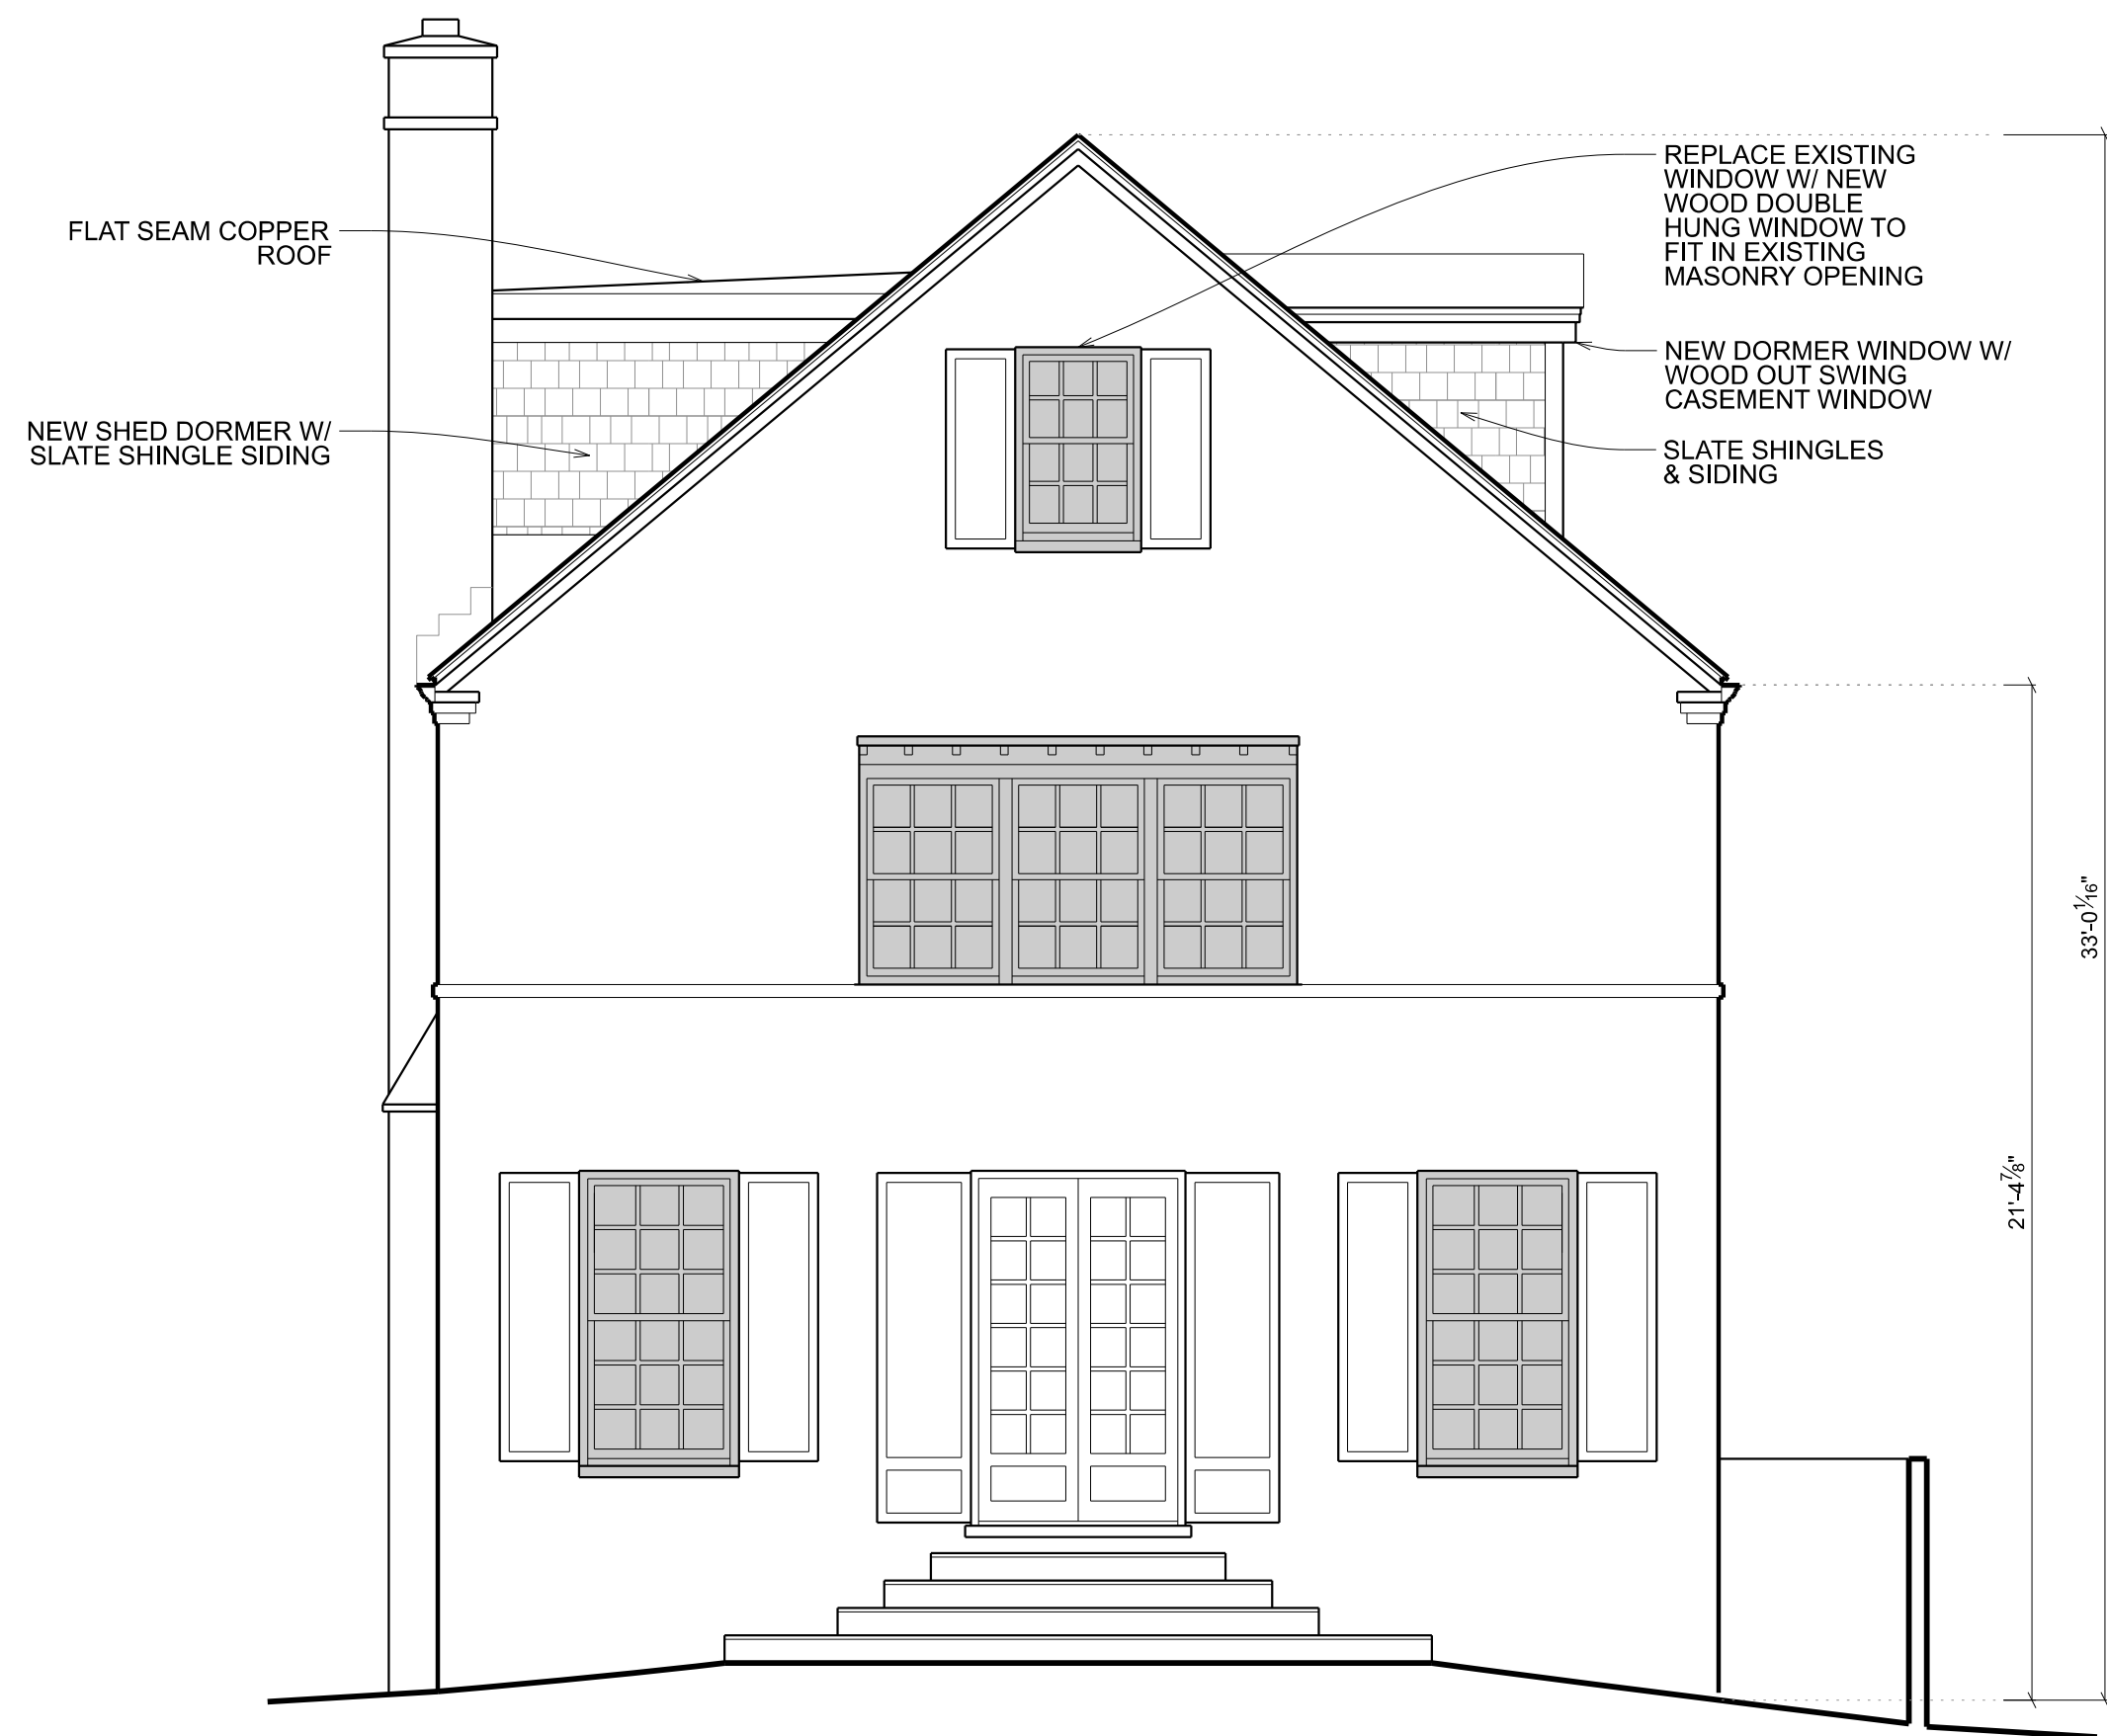 FLAT SEAM COPPER
ROOF
NEW SHED DORMER W/
SLATE SHINGLE SIDING
REPLACE EXISTING
WINDOW W/ NEW
WOOD DOUBLE
HUNG WINDOW TO
FIT IN EXISTING
MASONRY OPENING
NEW DORMER WINDOW W/
WOOD OUT SWING
CASEMENT WINDOW
SLATE SHINGLES
& SIDING
21'-4⅞"
33'-0 1⁄16"